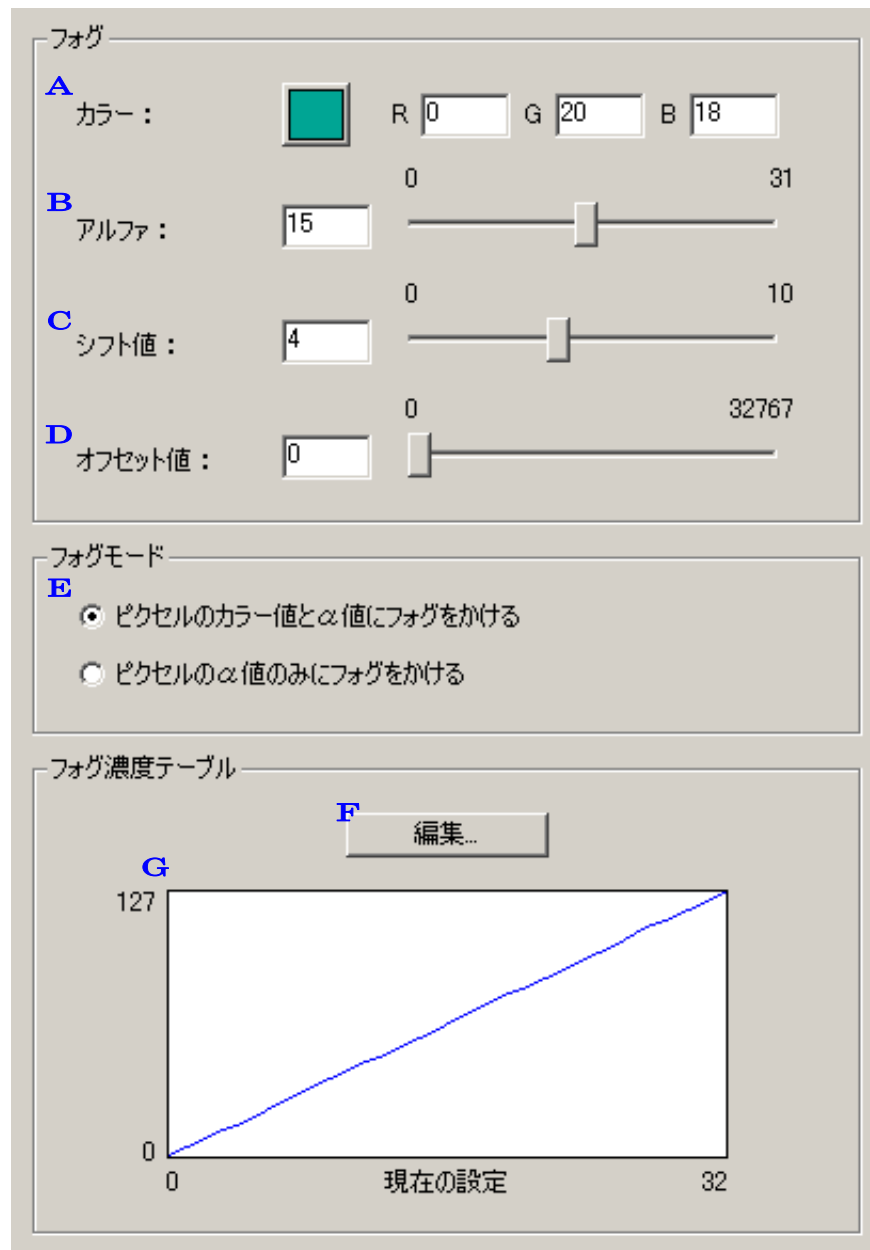 フォグ
A
カラー：
R 0 G 20 B 18
0 31
B
アルファ： 15
0 10
C
シフト値： 4
0 32767
D
オフセット値： 0
フォグモード
E
ピクセルのカラー値とα値にフォグをかける
ピクセルのα値のみにフォグをかける
フォグ濃度テーブル
F
編集...
G
127
0
0 現在の設定 32